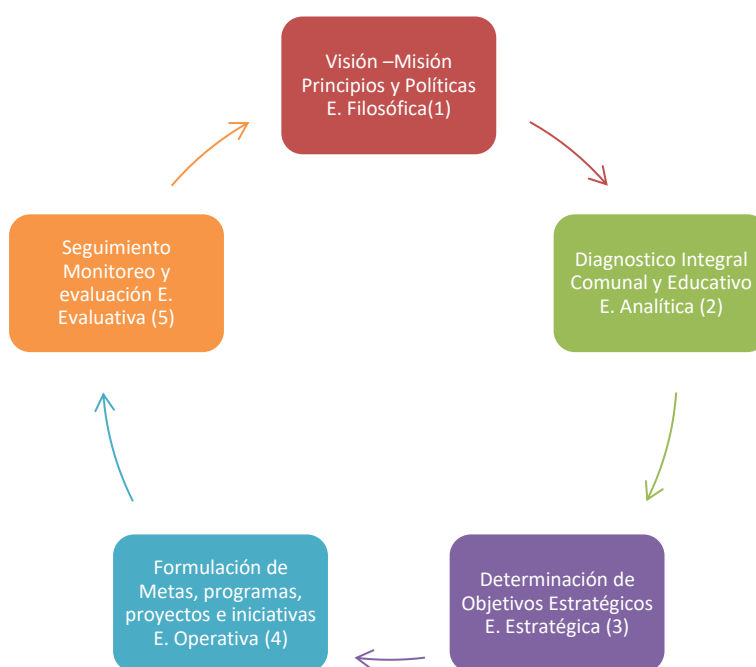 Visión –Misión
Principios y Políticas
E. Filosófica(1)
Diagnostico Integral
Comunal y Educativo
E. Analítica (2)
Determinación de
Objetivos Estratégicos
E. Estratégica (3)
Formulación de
Metas, programas,
proyectos e iniciativas
E. Operativa (4)
Seguimiento
Monitoreo y
evaluación E.
Evaluativa (5)